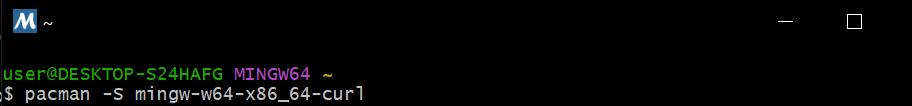 M ~
user@DESKTOP-S24HAFG MINGW64 ~
$ pacman -S mingw-w64-x86_64-curl